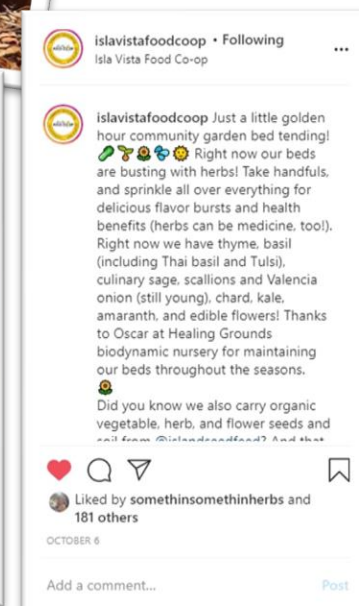 islavistafoodcoop • Following
Isla Vista Food Co-op
islavistafoodcoop Just a little golden
hour community garden bed tending!
🥒🌱🌻🫘🌞 Right now our beds
are busting with herbs! Take handfuls,
and sprinkle all over everything for
delicious flavor bursts and health
benefits (herbs can be medicine, too!).
Right now we have thyme, basil
(including Thai basil and Tulsi),
culinary sage, scallions and Valencia
onion (still young), chard, kale,
amaranth, and edible flowers! Thanks
to Oscar at Healing Grounds
biodynamic nursery for maintaining
our beds throughout the seasons.
🌻
Did you know we also carry organic
vegetable, herb, and flower seeds and
soil from @islandseedfeed? And that
Liked by somethinsomethinherbs and
181 others
OCTOBER 6
Add a comment... Post